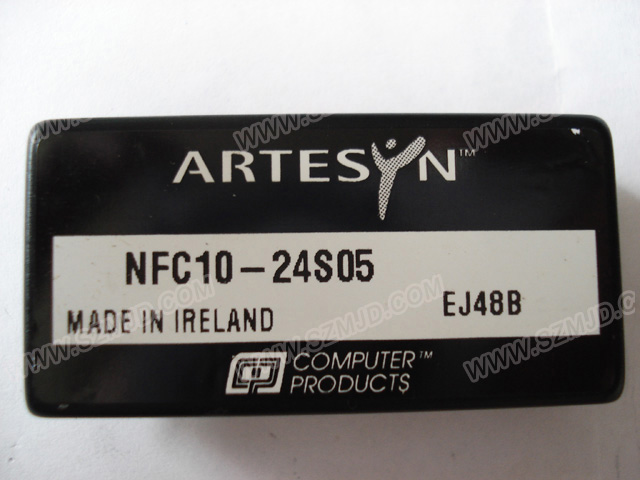 ARTESYN™
NFC10-24S05
MADE IN IRELAND
EJ48B
COMPUTER™
PRODUCTS
WWW.SZMJD.COM